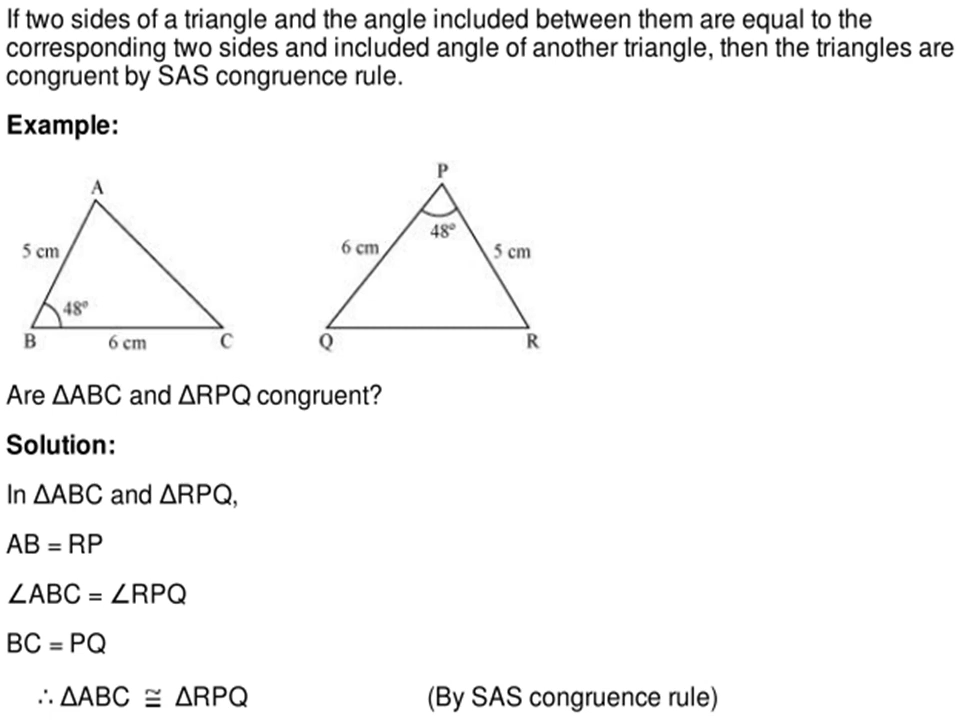 If two sides of a triangle and the angle included between them are equal to the
corresponding two sides and included angle of another triangle, then the triangles are
congruent by SAS congruence rule.
Example:
A
5 cm
48°
B
6 cm
C
P
48°
6 cm
5 cm
Q
R
Are ΔABC and ΔRPQ congruent?
Solution:
In ΔABC and ΔRPQ,
AB = RP
∠ABC = ∠RPQ
BC = PQ
∴ ΔABC ≅ ΔRPQ (By SAS congruence rule)